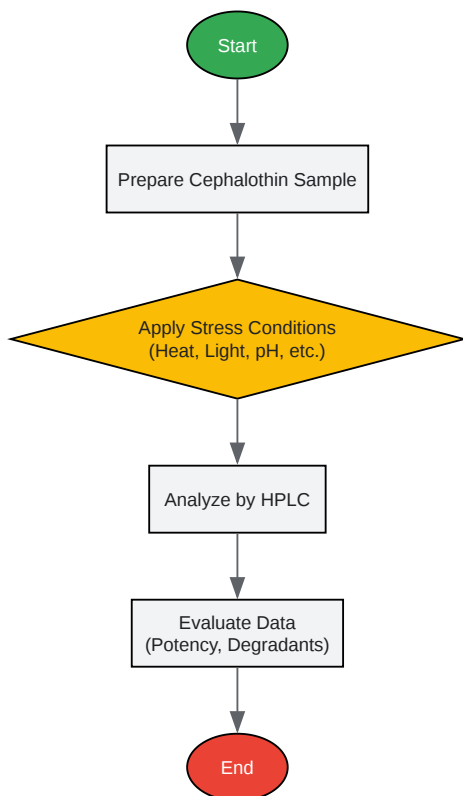 Start
Prepare Cephalothin Sample
Apply Stress Conditions
(Heat, Light, pH, etc.)
Analyze by HPLC
Evaluate Data
(Potency, Degradants)
End